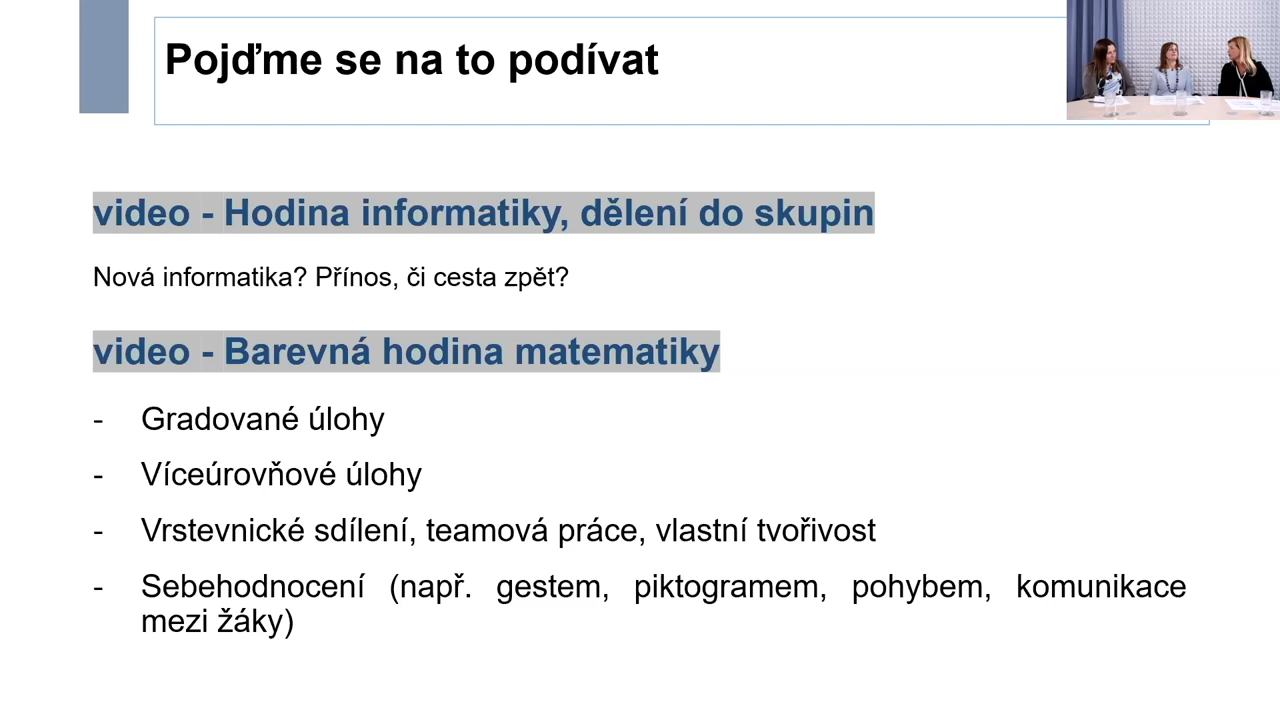 Pojďme se na to podívat
video - Hodina informatiky, dělení do skupin
Nová informatika? Přínos, či cesta zpět?
video - Barevná hodina matematiky
- Gradované úlohy
- Víceúrovňové úlohy
- Vrstevnické sdílení, teamová práce, vlastní tvořivost
- Sebehodnocení (např. gestem, piktogramem, pohybem, komunikace
mezi žáky)